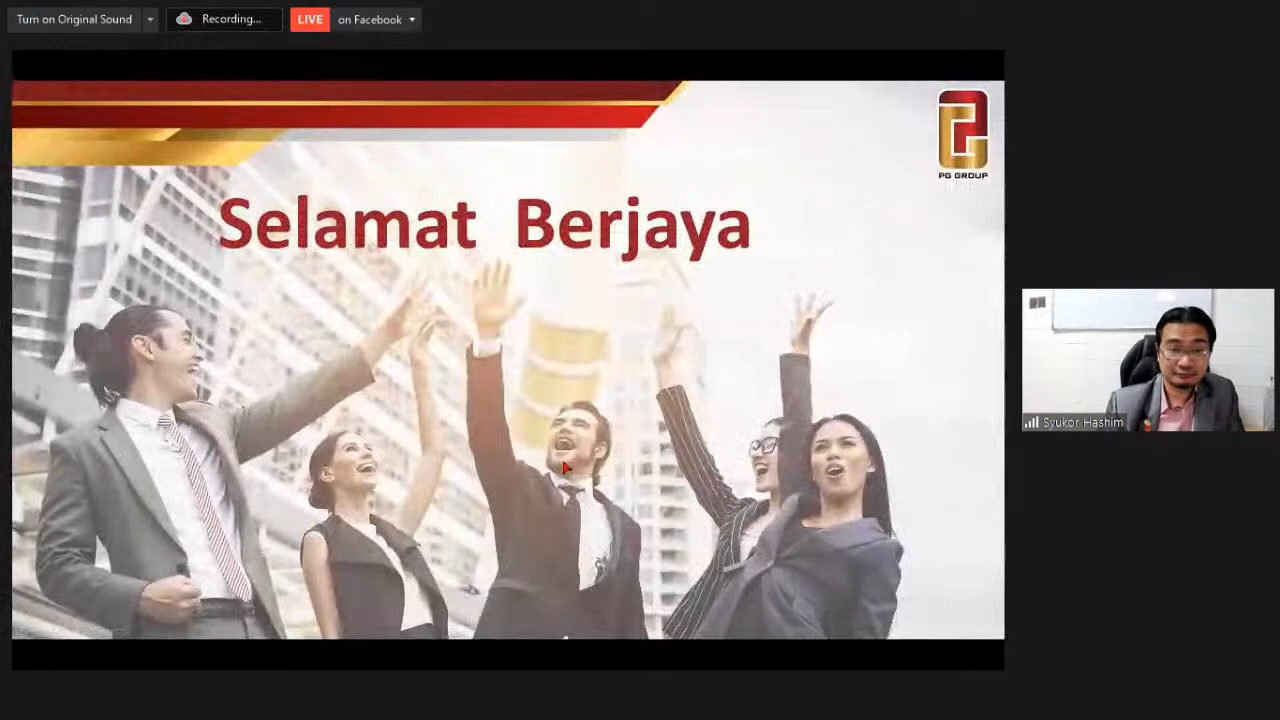 Turn on Original Sound
Recording...
LIVE on Facebook
PG GROUP
Selamat Berjaya
Syukor Hashim